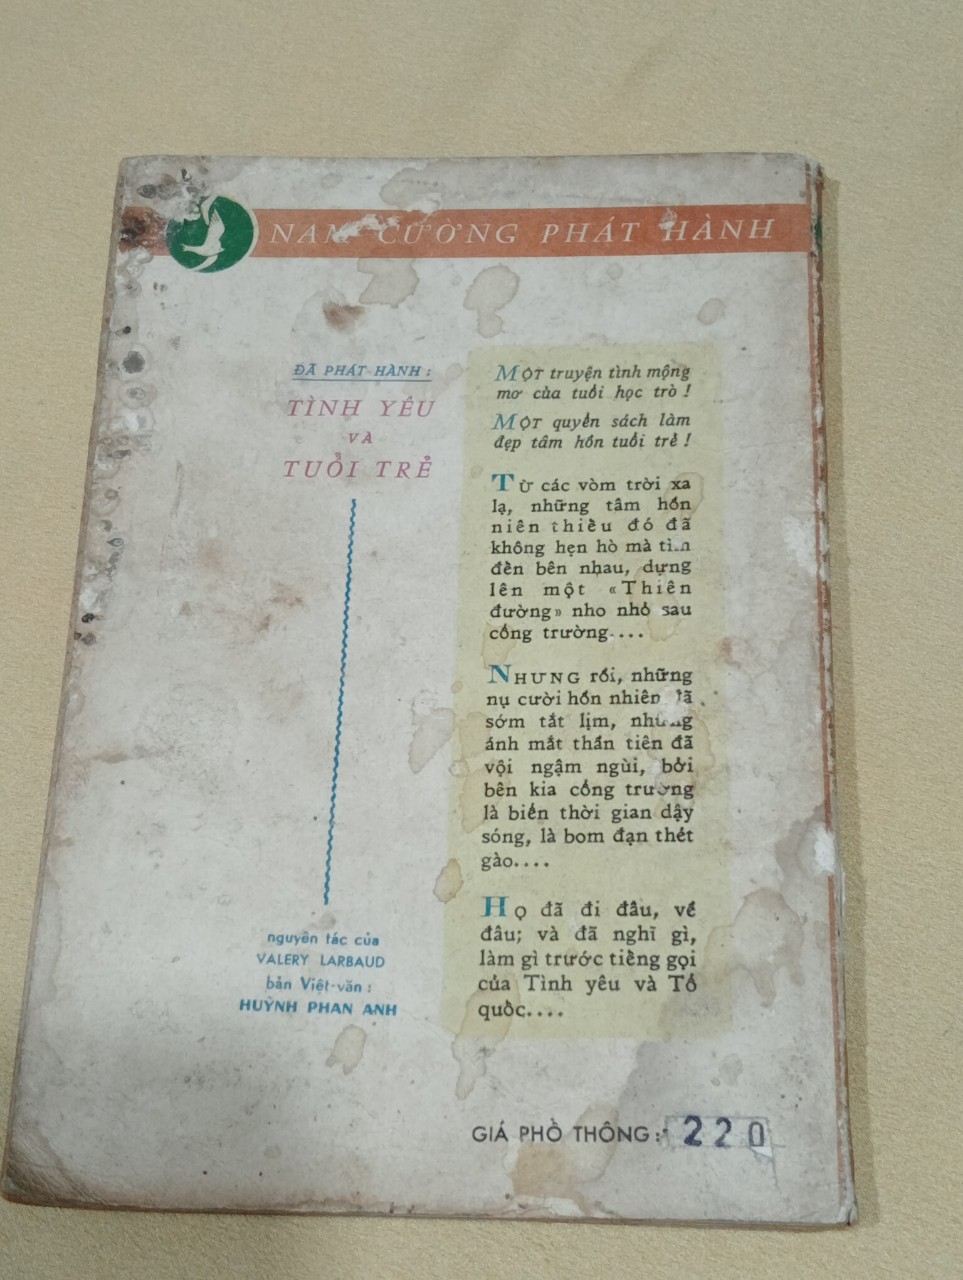 NAM CƯỜNG PHÁT HÀNH
ĐÃ PHÁT HÀNH :
TÌNH YÊU
VÀ
TUỔI TRẺ
nguyên tác của
VALERY LARBAUD
bản Việt-văn :
HUỲNH PHAN ANH
MỘT truyện tình mộng
mơ của tuổi học trò !
MỘT quyển sách làm
đẹp tâm hồn tuổi trẻ !
Từ các vòm trời xa
lạ, những tâm hồn
niên thiếu đó đã
không hẹn hò mà tìm
đến bên nhau, dựng
lên một «Thiên
đường» nho nhỏ sau
cổng trường....
NHƯNG rồi, những
nụ cười hồn nhiên đã
sớm tắt lịm, những
ánh mắt thần tiên đã
vội ngậm ngùi, bởi
bên kia cổng trường
là biển thời gian dậy
sóng, là bom đạn thét
gào....
Họ đã đi đâu, về
đâu; và đã nghĩ gì,
làm gì trước tiếng gọi
của Tình yêu và Tổ
quốc....
GIÁ PHỔ THÔNG : 220